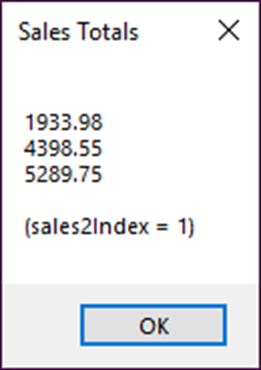 Sales Totals
1933.98
4398.55
5289.75
(sales2Index = 1)
OK